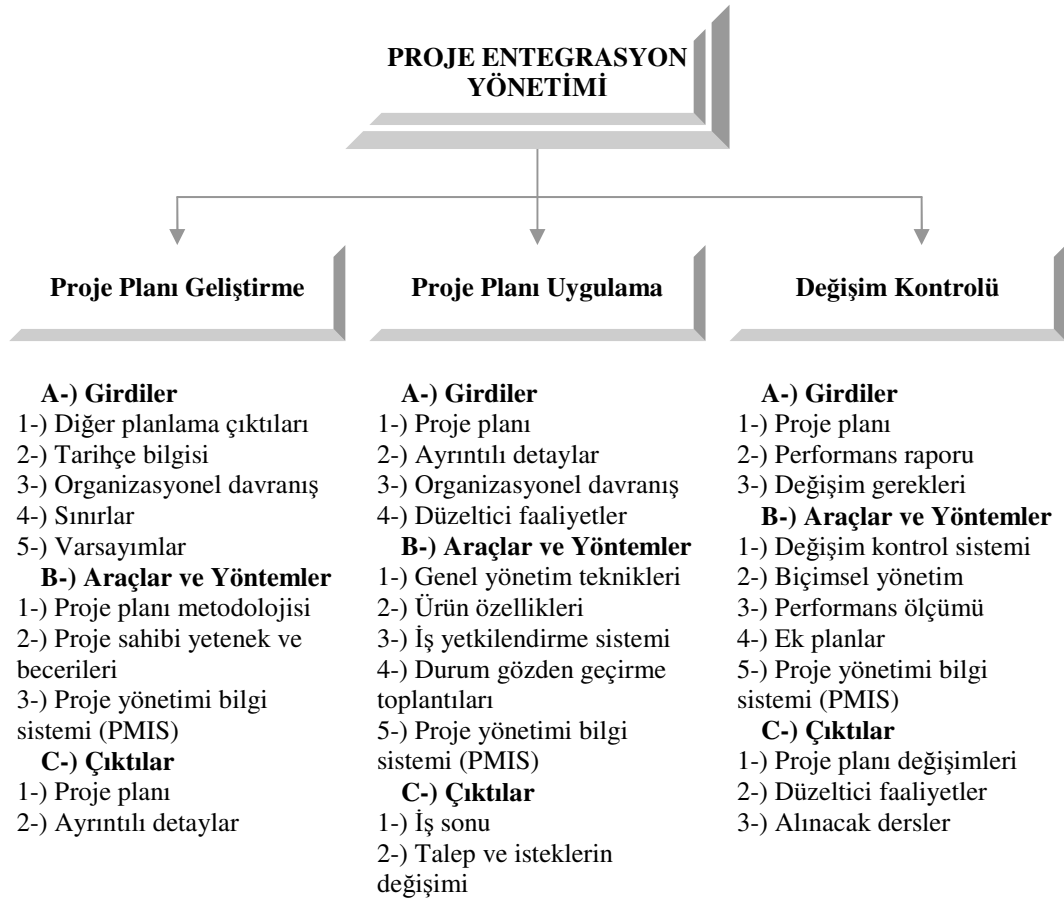 PROJE ENTEGRASYON
YÖNETİMİ
Proje Planı Geliştirme
Proje Planı Uygulama
Değişim Kontrolü
A-) Girdiler
1-) Diğer planlama çıktıları
2-) Tarihçe bilgisi
3-) Organizasyonel davranış
4-) Sınırlar
5-) Varsayımlar
B-) Araçlar ve Yöntemler
1-) Proje planı metodolojisi
2-) Proje sahibi yetenek ve
becerileri
3-) Proje yönetimi bilgi
sistemi (PMIS)
C-) Çıktılar
1-) Proje planı
2-) Ayrıntılı detaylar
A-) Girdiler
1-) Proje planı
2-) Ayrıntılı detaylar
3-) Organizasyonel davranış
4-) Düzeltici faaliyetler
B-) Araçlar ve Yöntemler
1-) Genel yönetim teknikleri
2-) Ürün özellikleri
3-) İş yetkilendirme sistemi
4-) Durum gözden geçirme
toplantıları
5-) Proje yönetimi bilgi
sistemi (PMIS)
C-) Çıktılar
1-) İş sonu
2-) Talep ve isteklerin
değişimi
A-) Girdiler
1-) Proje planı
2-) Performans raporu
3-) Değişim gerekleri
B-) Araçlar ve Yöntemler
1-) Değişim kontrol sistemi
2-) Biçimsel yönetim
3-) Performans ölçümü
4-) Ek planlar
5-) Proje yönetimi bilgi
sistemi (PMIS)
C-) Çıktılar
1-) Proje planı değişimleri
2-) Düzeltici faaliyetler
3-) Alınacak dersler